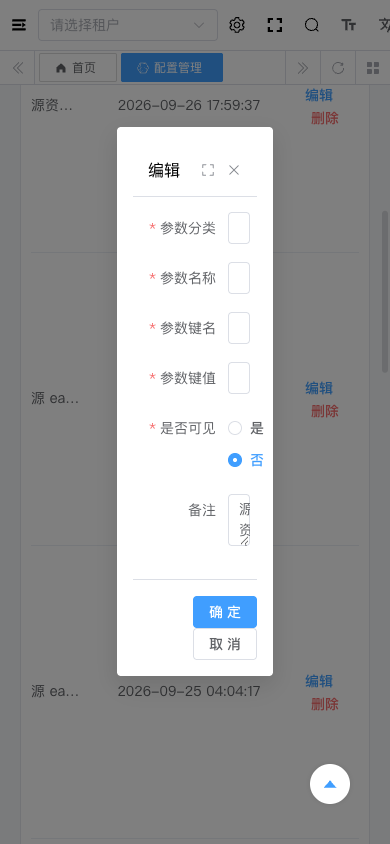 请选择租户
Tt
文
首页
配置管理
源资...
2026-09-26 17:59:37
编辑
删除
编辑
* 参数分类
* 参数名称
* 参数键名
* 参数键值
* 是否可见
是
否
备注
源
资
确 定
取 消
源 ea...
编辑
删除
源 ea...
2026-09-25 04:04:17
编辑
删除